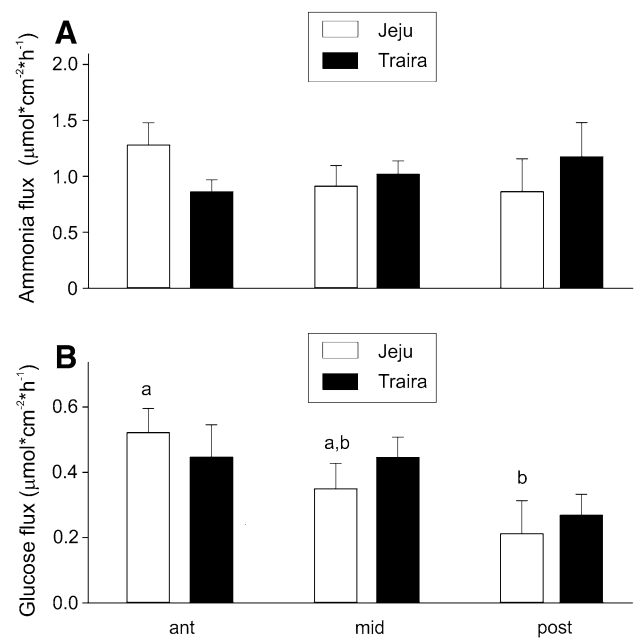 A
Jeju
Traira
Ammonia flux (μmol*cm⁻²*h⁻¹)
2.0
1.5
1.0
0.5
0
B
Jeju
Traira
Glucose flux (μmol*cm⁻²*h⁻¹)
0.6
0.4
0.2
0.0
a
a,b
b
ant mid post